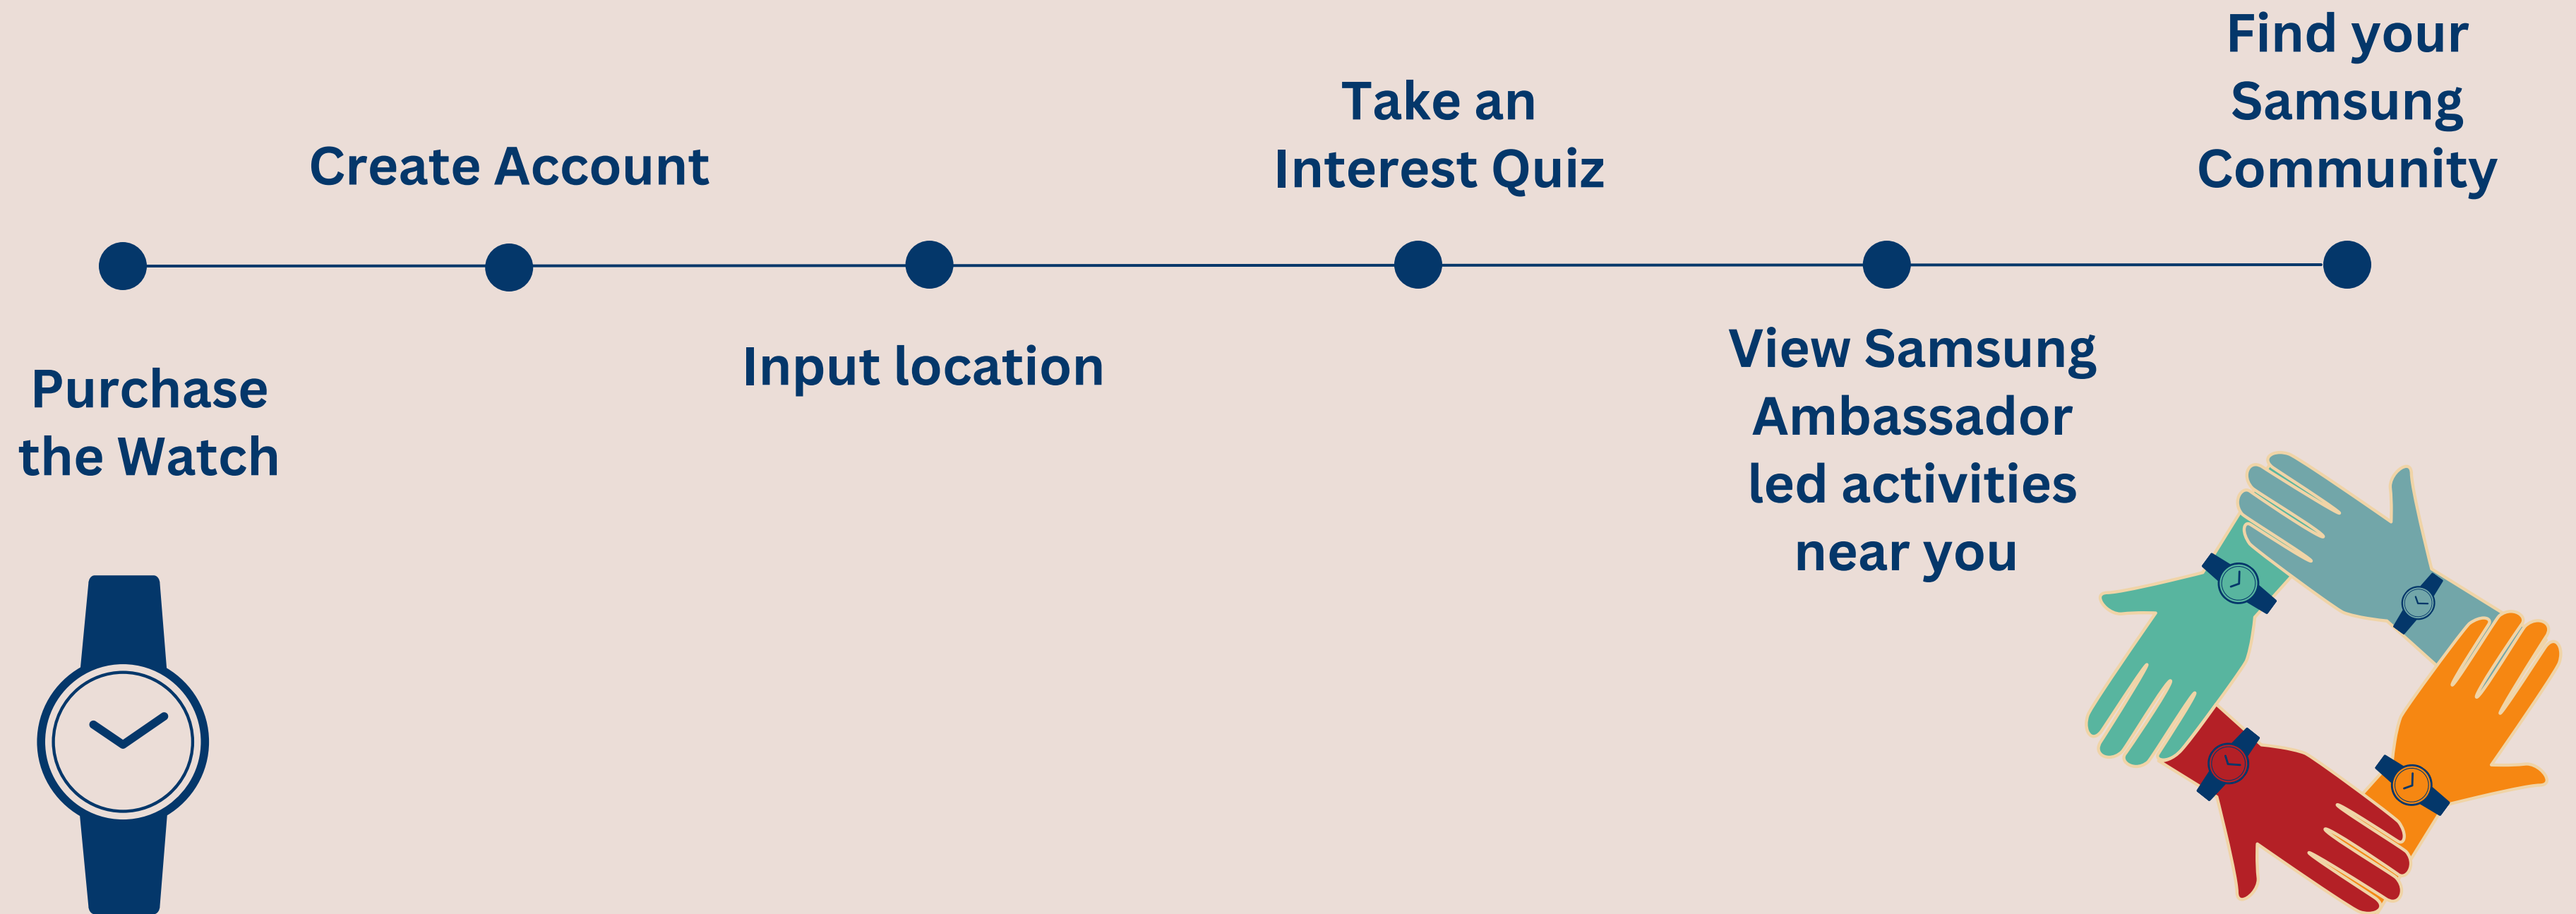 Purchase
the Watch
Create Account
Input location
Take an
Interest Quiz
View Samsung
Ambassador
led activities
near you
Find your
Samsung
Community